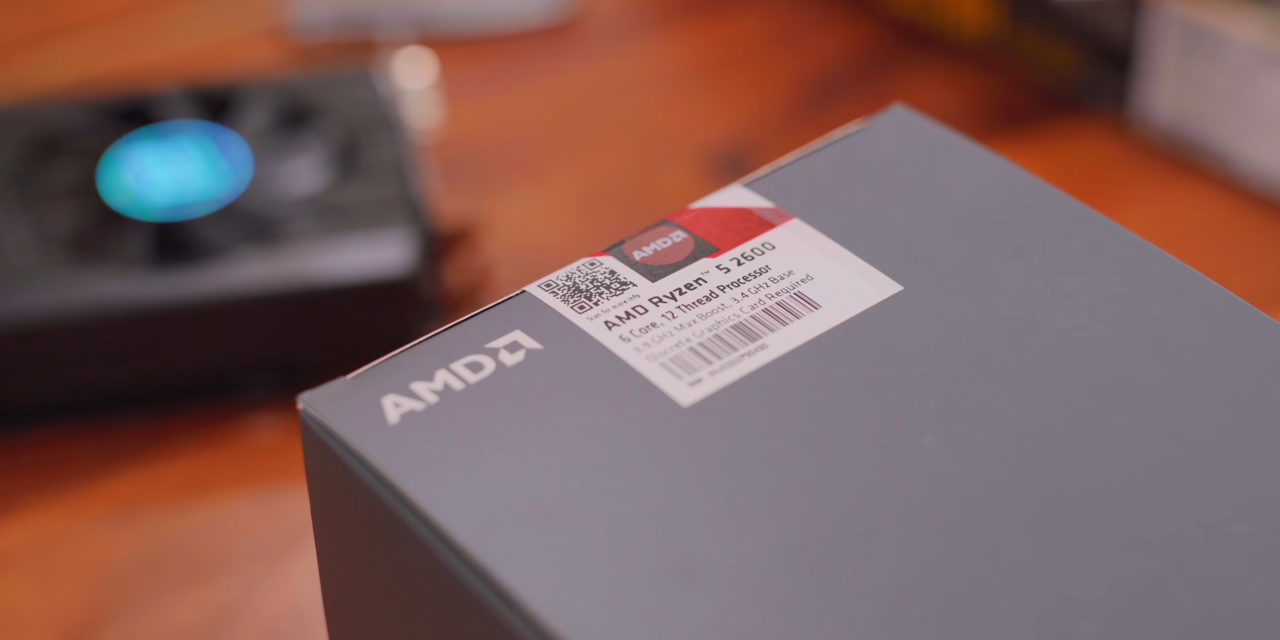 AMD
AMD
Scan for more info
AMD Ryzen™ 5 2600
6 Core, 12 Thread Processor
3.9 GHz Max Boost, 3.4 GHz Base
Discrete Graphics Card Required